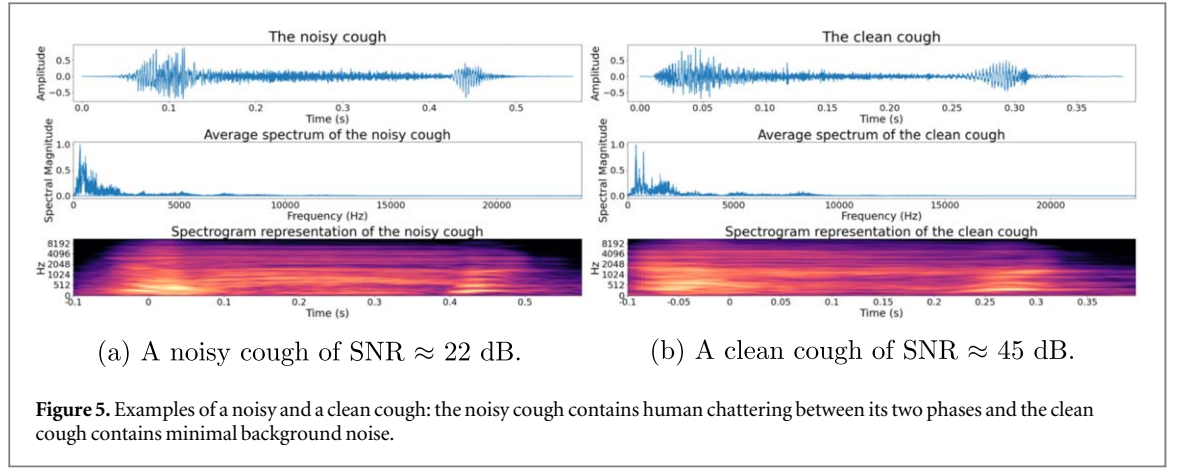 The noisy cough
Amplitude
0.5
0.0
−0.5
0.0 0.1 0.2 0.3 0.4 0.5
Time (s)
Average spectrum of the noisy cough
Spectral Magnitude
1.0
0.5
0.0
0 5000 10000 15000 20000
Frequency (Hz)
Spectrogram representation of the noisy cough
Hz
8192
4096
2048
1024
512
0
-0.1 0 0.1 0.2 0.3 0.4 0.5
Time (s)
(a) A noisy cough of SNR ≈ 22 dB.
The clean cough
Amplitude
0.5
0.0
−0.5
0.00 0.05 0.10 0.15 0.20 0.25 0.30 0.35
Time (s)
Average spectrum of the clean cough
Spectral Magnitude
1.0
0.5
0.0
0 5000 10000 15000 20000
Frequency (Hz)
Spectrogram representation of the clean cough
Hz
8192
4096
2048
1024
512
0
-0.1 -0.05 0 0.05 0.1 0.15 0.2 0.25 0.3 0.35
Time (s)
(b) A clean cough of SNR ≈ 45 dB.
Figure 5. Examples of a noisy and a clean cough: the noisy cough contains human chattering between its two phases and the clean
cough contains minimal background noise.